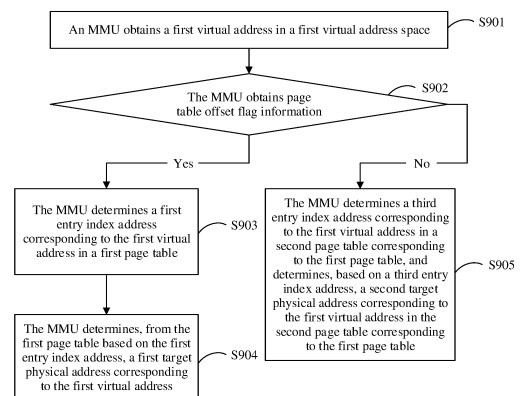 An MMU obtains a first virtual address in a first virtual address space
S901
The MMU obtains page
table offset flag information
S902
Yes
No
The MMU determines a first
entry index address
corresponding to the first virtual
address in a first page table
S903
The MMU determines a third
entry index address corresponding
to the first virtual address in a
second page table corresponding
to the first page table, and
determines, based on a third entry
index address, a second target
physical address corresponding to
the first virtual address in the
second page table corresponding
to the first page table
S905
The MMU determines, from the
first page table based on the first
entry index address, a first target
physical address corresponding
to the first virtual address
S904